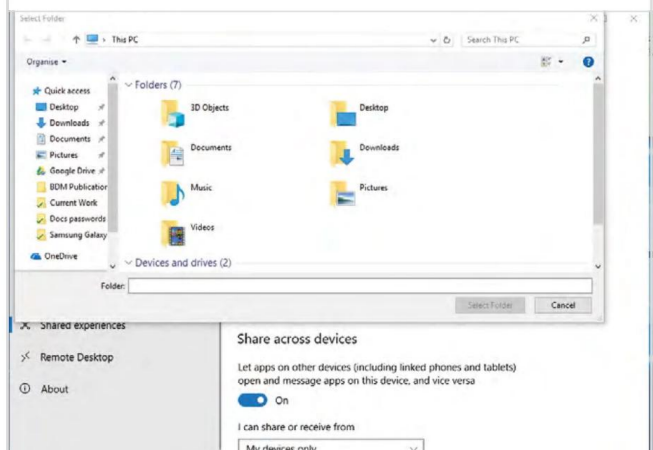 Select Folder
This PC
Search This PC
Organise
Quick access
Desktop
Downloads
Documents
Pictures
Google Drive
BDM Publication
Current Work
Docs passwords
Samsung Galaxy
OneDrive
Folders (7)
3D Objects
Desktop
Documents
Downloads
Music
Pictures
Videos
Devices and drives (2)
Folder:
Select Folder
Cancel
Shared experiences
Remote Desktop
About
Share across devices
Let apps on other devices (including linked phones and tablets)
open and message apps on this device, and vice versa
On
I can share or receive from
My devices only